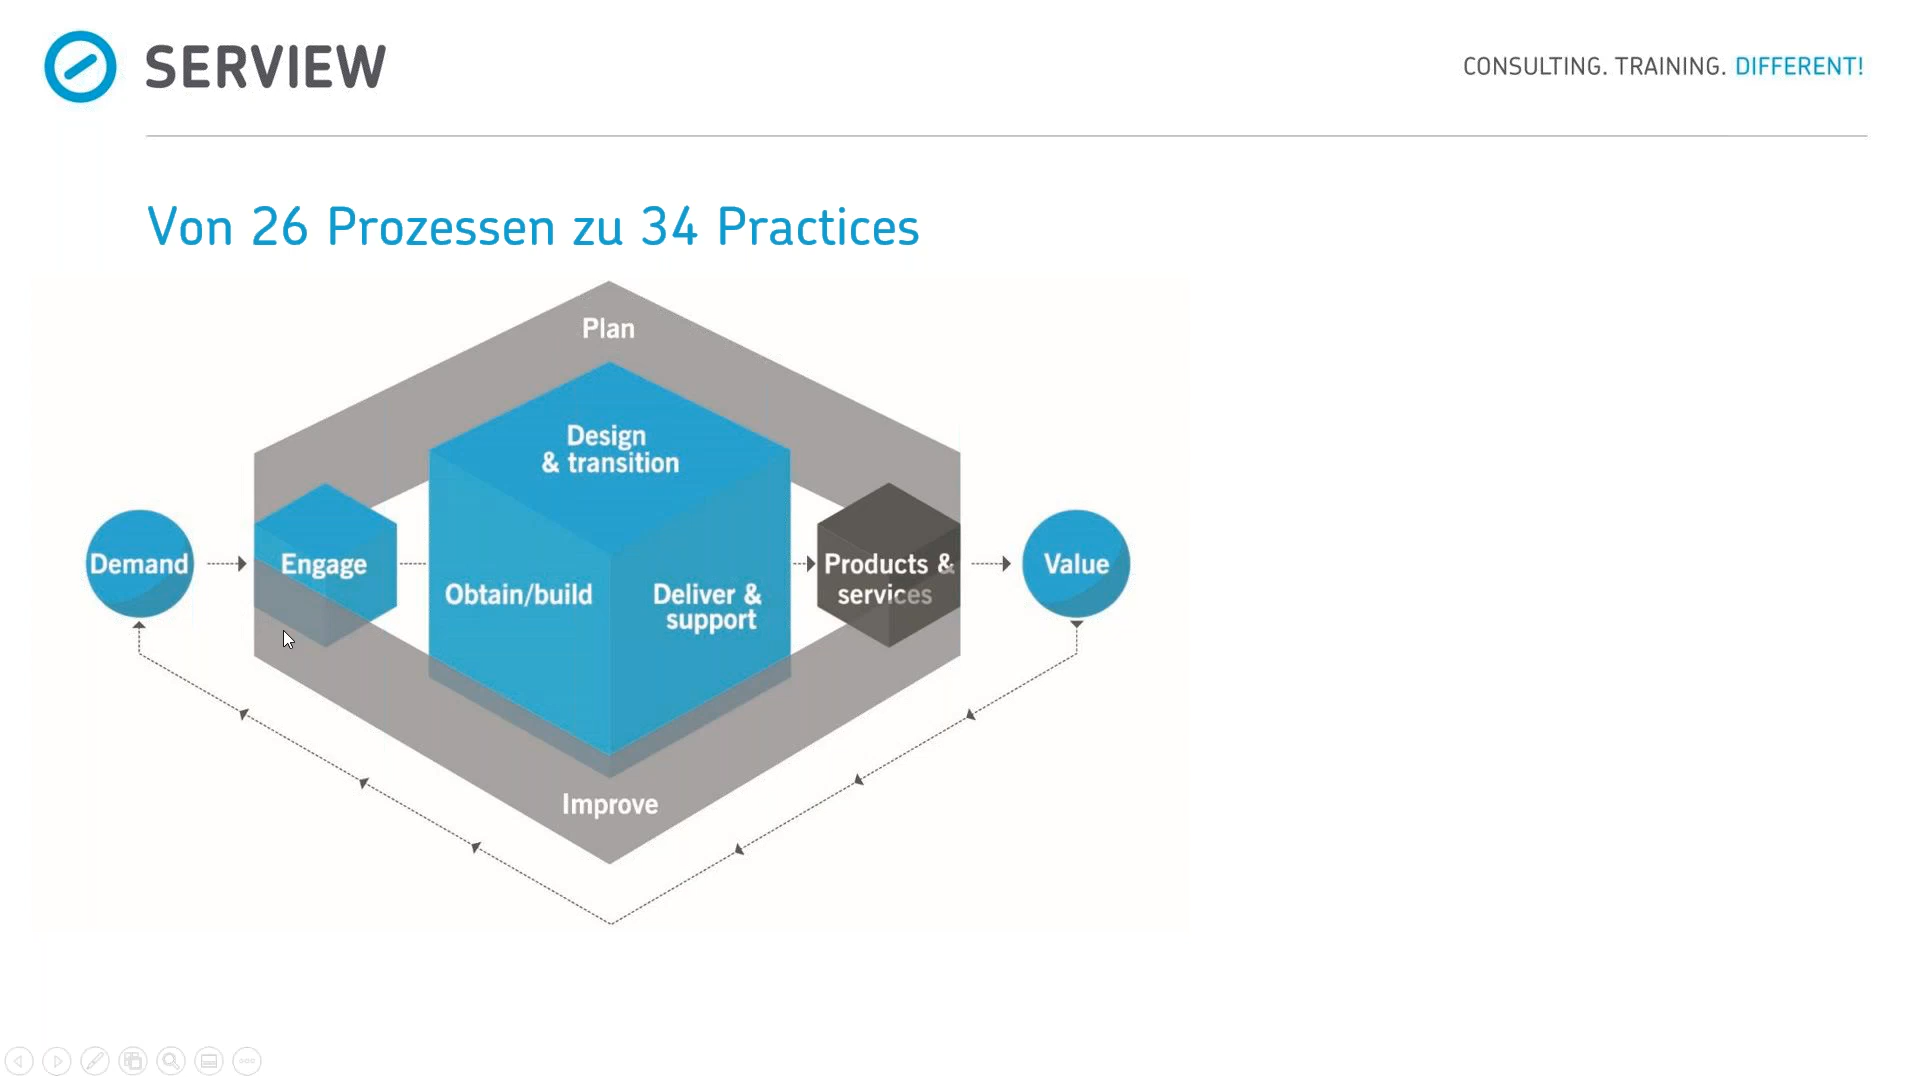 SERVIEW
CONSULTING. TRAINING. DIFFERENT!
Von 26 Prozessen zu 34 Practices
Plan
Design
& transition
Demand
Engage
Obtain/build
Deliver &
support
Products &
services
Value
Improve